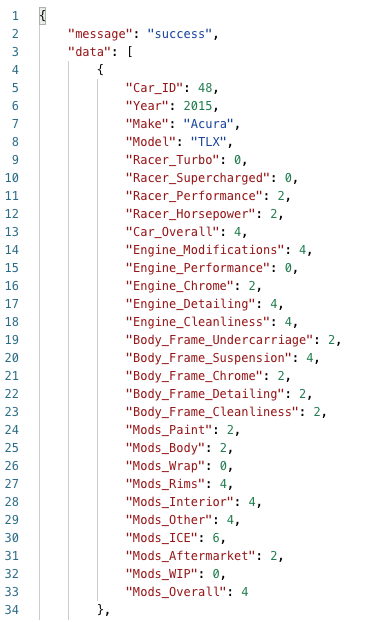 1 {
2 "message": "success",
3 "data": [
4 {
5 "Car_ID": 48,
6 "Year": 2015,
7 "Make": "Acura",
8 "Model": "TLX",
9 "Racer_Turbo": 0,
10 "Racer_Supercharged": 0,
11 "Racer_Performance": 2,
12 "Racer_Horsepower": 2,
13 "Car_Overall": 4,
14 "Engine_Modifications": 4,
15 "Engine_Performance": 0,
16 "Engine_Chrome": 2,
17 "Engine_Detailing": 4,
18 "Engine_Cleanliness": 4,
19 "Body_Frame_Undercarriage": 2,
20 "Body_Frame_Suspension": 4,
21 "Body_Frame_Chrome": 2,
22 "Body_Frame_Detailing": 2,
23 "Body_Frame_Cleanliness": 2,
24 "Mods_Paint": 2,
25 "Mods_Body": 2,
26 "Mods_Wrap": 0,
27 "Mods_Rims": 4,
28 "Mods_Interior": 4,
29 "Mods_Other": 4,
30 "Mods_ICE": 6,
31 "Mods_Aftermarket": 2,
32 "Mods_WIP": 0,
33 "Mods_Overall": 4
34 },